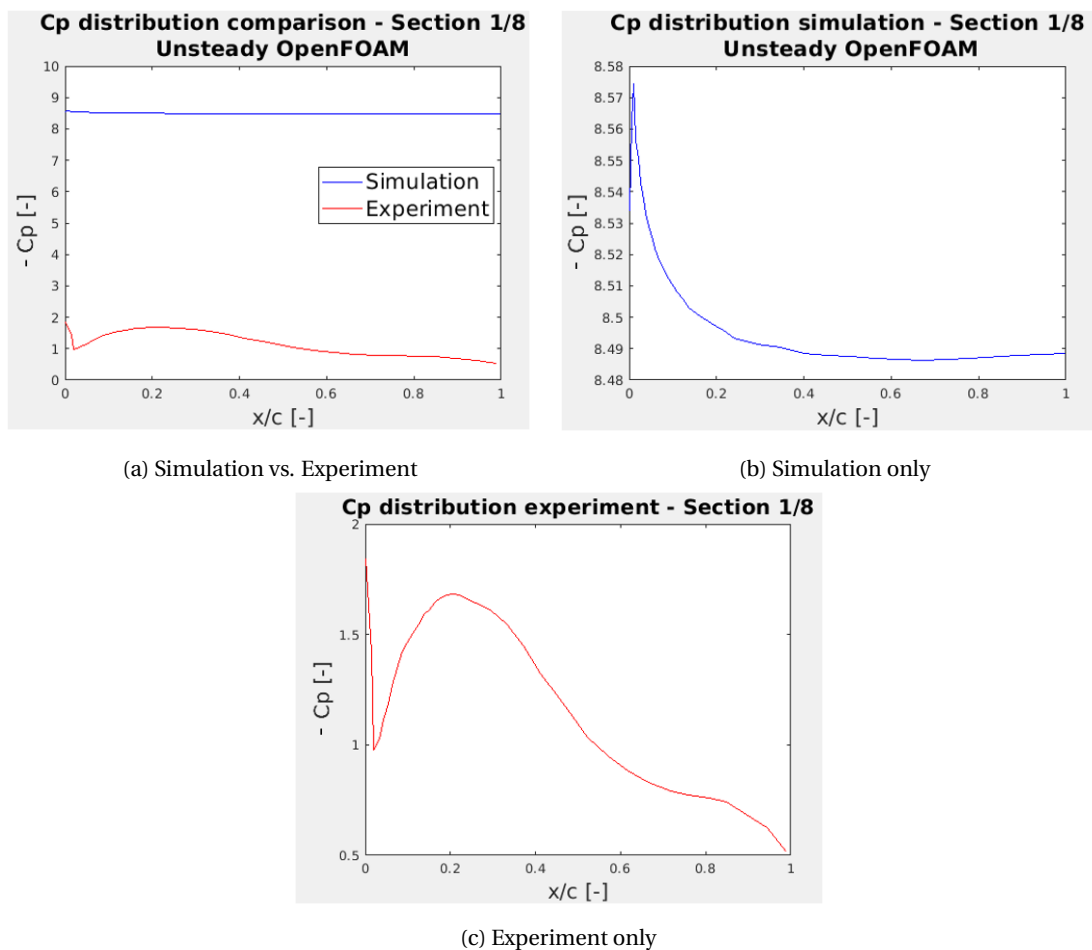 Cp distribution comparison - Section 1/8
Unsteady OpenFOAM
10
9
8
7
6
5
4
3
2
1
0
- Cp [-]
Simulation
Experiment
0 0.2 0.4 0.6 0.8 1
x/c [-]
(a) Simulation vs. Experiment
Cp distribution simulation - Section 1/8
Unsteady OpenFOAM
8.58
8.57
8.56
8.55
8.54
8.53
8.52
8.51
8.5
8.49
8.48
- Cp [-]
0 0.2 0.4 0.6 0.8 1
x/c [-]
(b) Simulation only
Cp distribution experiment - Section 1/8
2
1.5
1
0.5
- Cp [-]
0 0.2 0.4 0.6 0.8 1
x/c [-]
(c) Experiment only